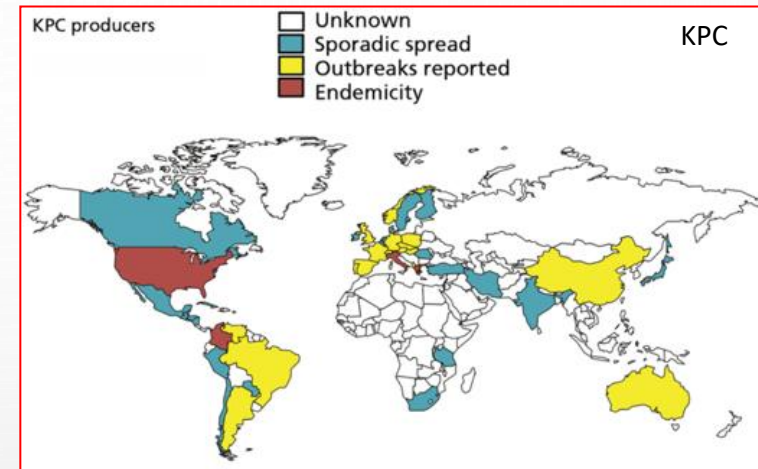 KPC producers
Unknown
Sporadic spread
Outbreaks reported
Endemicity
KPC